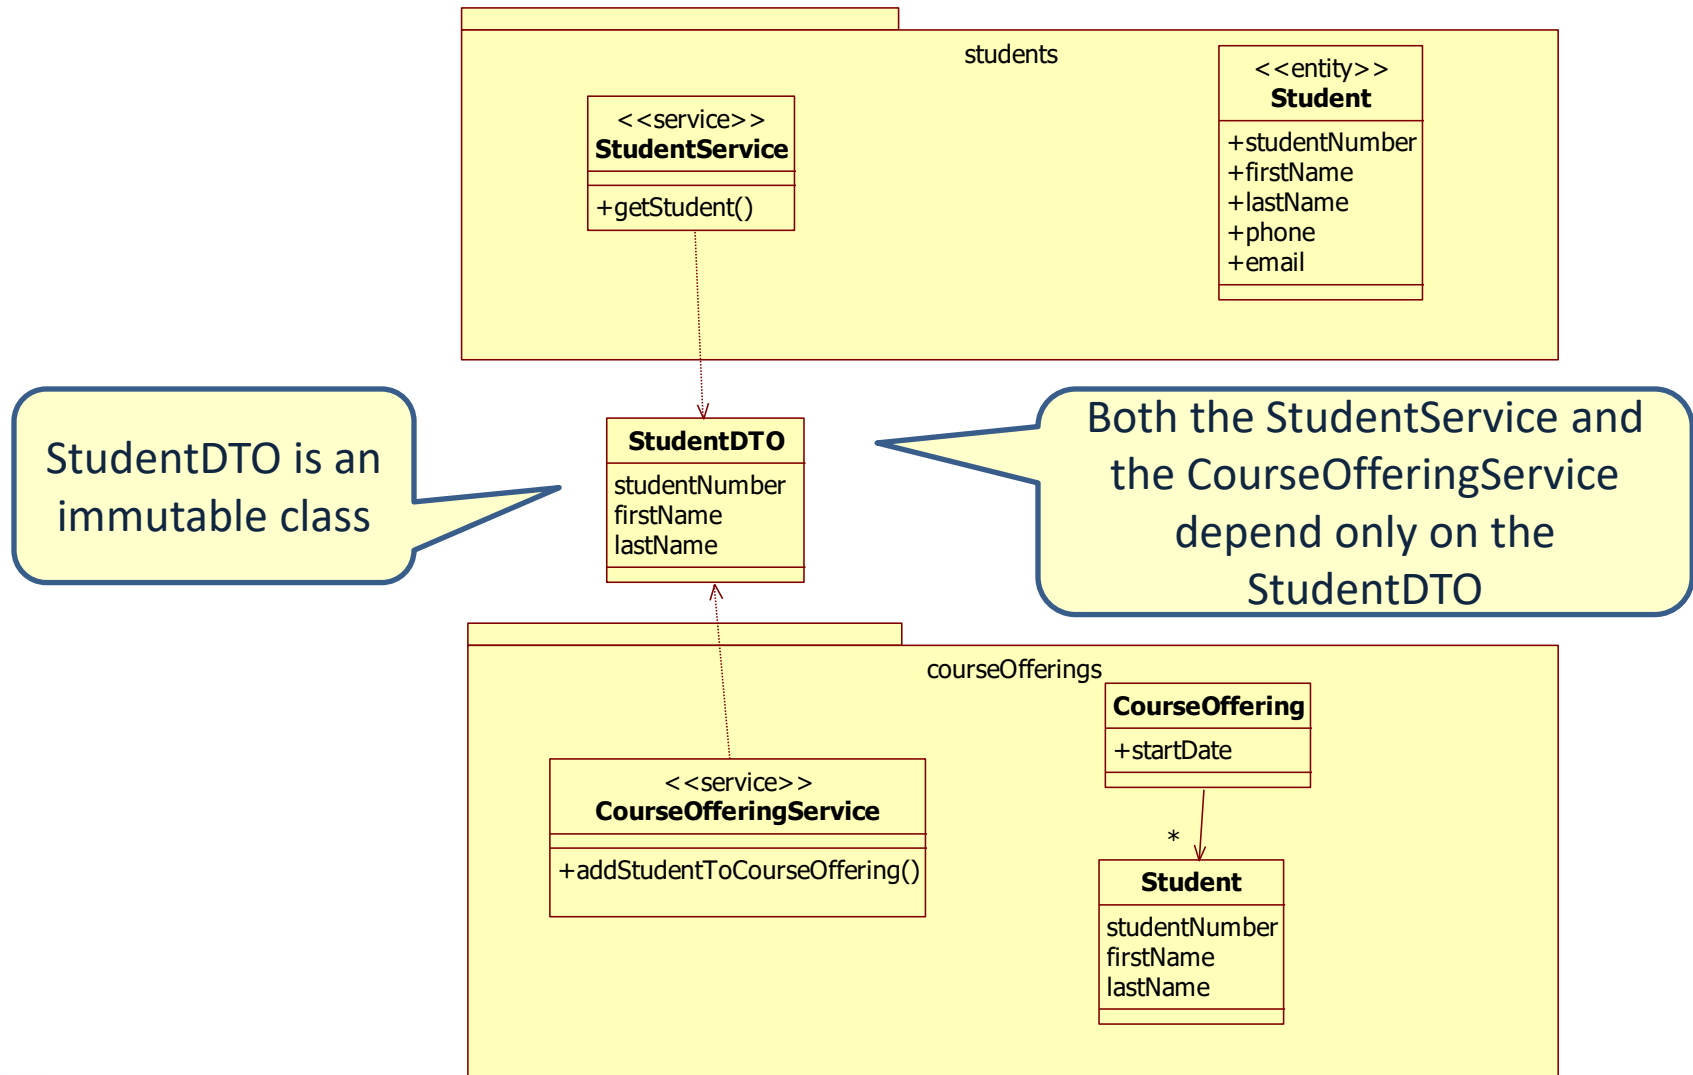 students
<<entity>>
Student
+studentNumber
+firstName
+lastName
+phone
+email
<<service>>
StudentService
+getStudent()
StudentDTO is an
immutable class
StudentDTO
studentNumber
firstName
lastName
Both the StudentService and
the CourseOfferingService
depend only on the
StudentDTO
courseOfferings
CourseOffering
+startDate
<<service>>
CourseOfferingService
+addStudentToCourseOffering()
*
Student
studentNumber
firstName
lastName